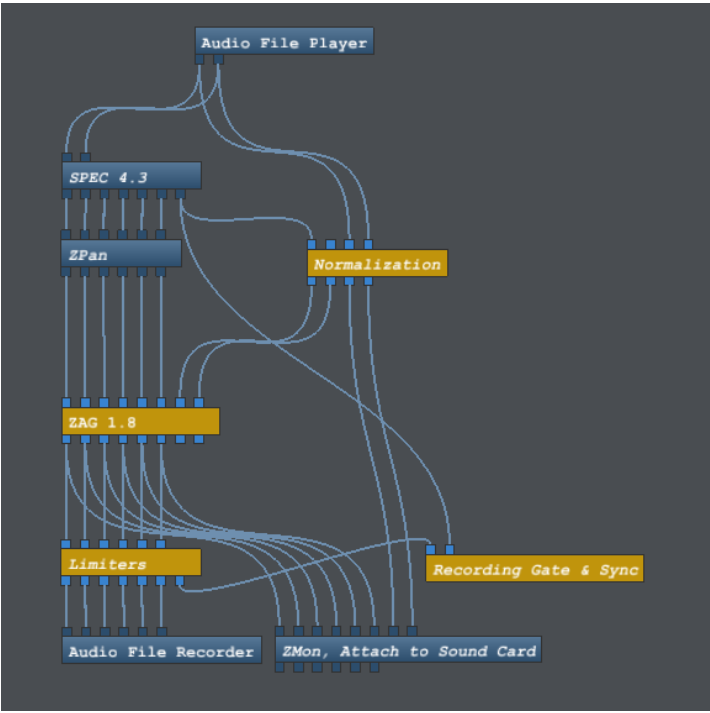 Audio File Player
SPEC 4.3
ZPan
Normalization
ZAG 1.8
Limiters
Recording Gate & Sync
Audio File Recorder
ZMon, Attach to Sound Card